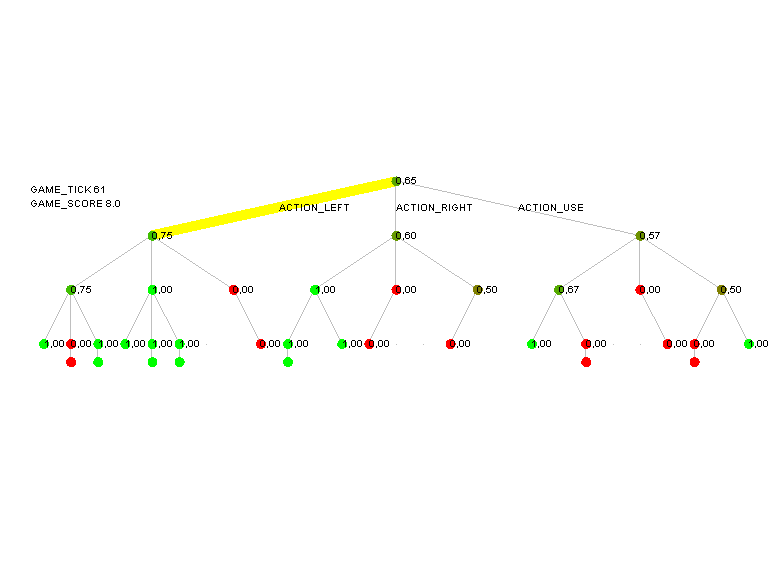 0,65
GAME_TICK 61
GAME_SCORE 8.0
ACTION_LEFT ACTION_RIGHT ACTION_USE
0,75 0,60 0,57
0,75 1,00 0,00 1,00 0,00 0,50 0,67 0,00 0,50
1,00 0,00 1,00 1,00 1,00 1,00 0,00 1,00 1,00 0,00 0,00 1,00 0,00 0,00 0,00 1,00